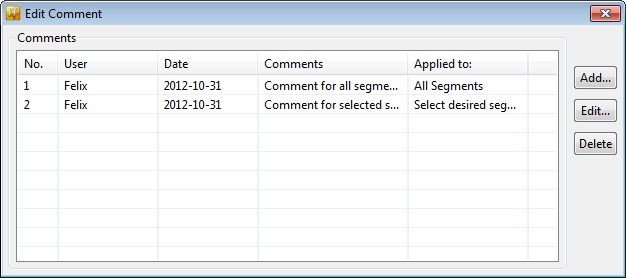 Edit Comment
Comments
No. User Date Comments Applied to:
1 Felix 2012-10-31 Comment for all segme... All Segments
2 Felix 2012-10-31 Comment for selected s... Select desired seg...
Add...
Edit...
Delete